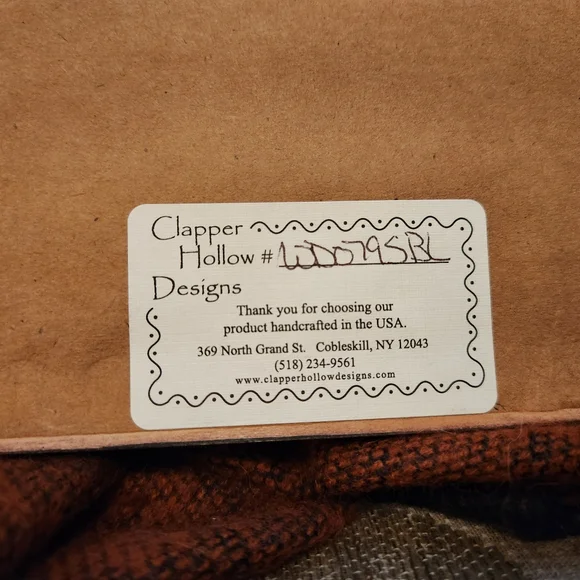 Clapper
Hollow # WD079SBL
Designs
Thank you for choosing our
product handcrafted in the USA.
369 North Grand St. Cobleskill, NY 12043
(518) 234-9561
www.clapperhollowdesigns.com